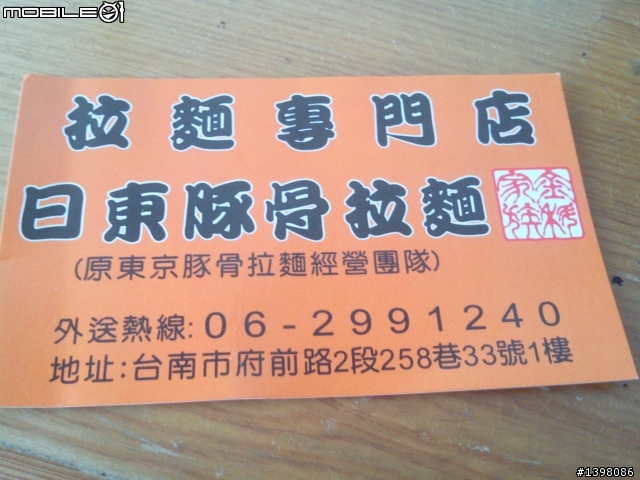 MOBILE01
拉麵專門店
日東豚骨拉麵
(原東京豚骨拉麵經營團隊)
外送熱線:06-2991240
地址:台南市府前路2段258巷33號1樓
#1398086